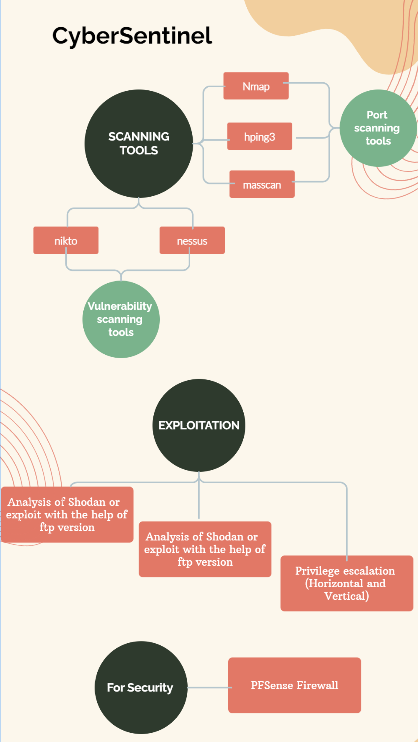 CyberSentinel
SCANNING
TOOLS
Nmap
hping3
masscan
Port
scanning
tools
nikto
nessus
Vulnerability
scanning
tools
EXPLOITATION
Analysis of Shodan or
exploit with the help of
ftp version
Analysis of Shodan or
exploit with the help of
ftp version
Privilege escalation
(Horizontal and
Vertical)
For Security
PFSense Firewall